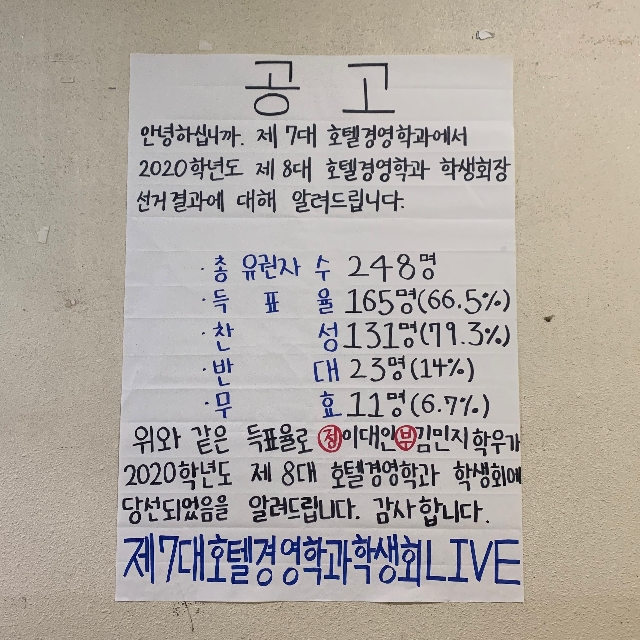 공 고
안녕하십니까. 제 7대 호텔경영학과에서
2020학년도 제 8대 호텔경영학과 학생회장
선거결과에 대해 알려드립니다.
·총 유권자 수 248명
·득 표 율 165명(66.5%)
·찬 성 131명(79.3%)
·반 대 23명(14%)
·무 효 11명(6.7%)
위와 같은 득표율로 정 이대인 부 김민지 학우가
2020학년도 제 8대 호텔경영학과 학생회에
당선되었음을 알려드립니다. 감사합니다.
제7대호텔경영학과학생회LIVE